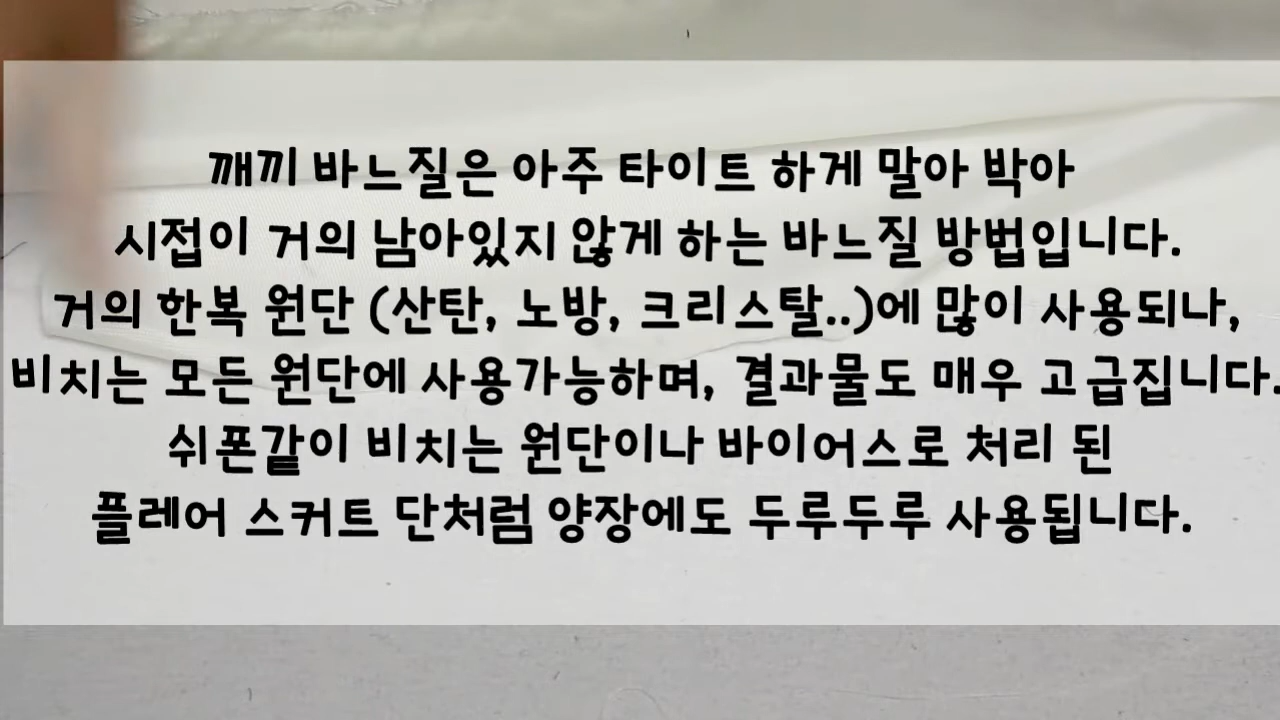 깨끼 바느질은 아주 타이트 하게 말아 박아
시접이 거의 남아있지 않게 하는 바느질 방법입니다.
거의 한복 원단 (산탄, 노방, 크리스탈..)에 많이 사용되나,
비치는 모든 원단에 사용가능하며, 결과물도 매우 고급집니다.
쉬폰같이 비치는 원단이나 바이어스로 처리 된
플레어 스커트 단처럼 양장에도 두루두루 사용됩니다.